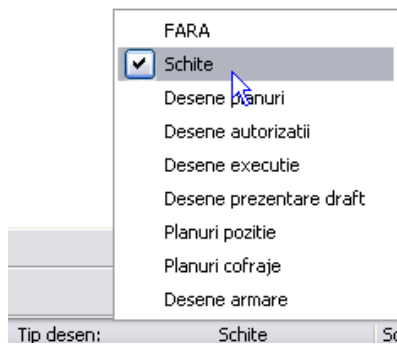 FARA
Schite
Desene planuri
Desene autorizatii
Desene executie
Desene prezentare draft
Planuri pozitie
Planuri cofraje
Desene armare
Tip desen: Schite